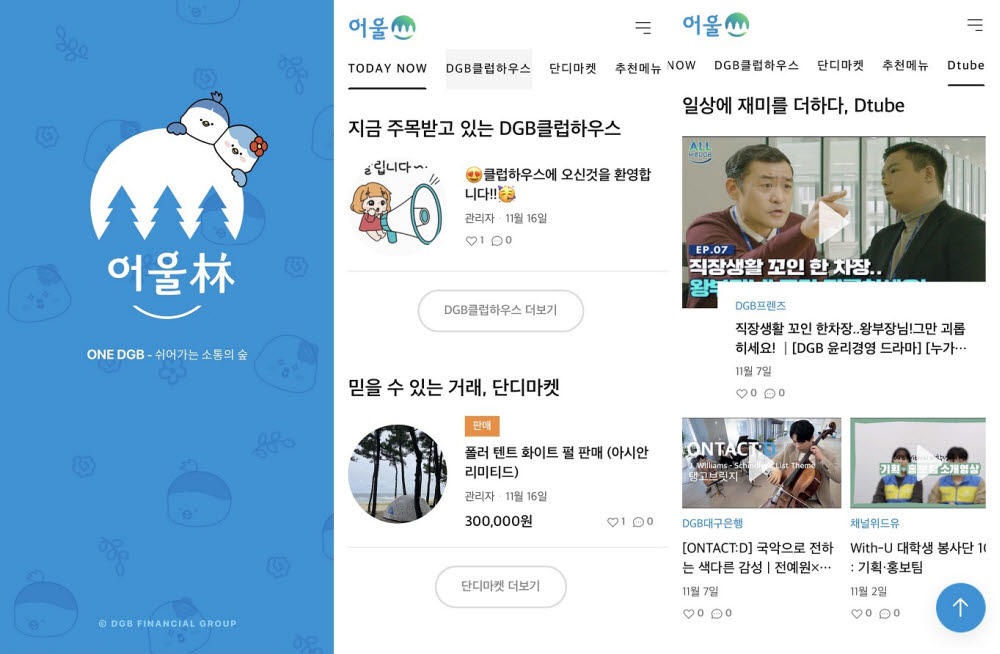 어울林
ONE DGB - 쉬어가는 소통의 숲
© DGB FINANCIAL GROUP
어울
TODAY NOW
DGB클럽하우스
단디마켓
추천메뉴
지금 주목받고 있는 DGB클럽하우스
립니다~
😍클럽하우스에 오신것을 환영합
니다!!🥳
관리자 · 11월 16일
1 0
DGB클럽하우스 더보기
믿을 수 있는 거래, 단디마켓
판매
폴러 텐트 화이트 펄 판매 (아시안
리미티드)
관리자 · 11월 16일
300,000원
1 0
단디마켓 더보기
어울
NOW
DGB클럽하우스
단디마켓
추천메뉴
Dtube
일상에 재미를 더하다, Dtube
ALL
EP.07
직장생활 꼬인 한 차장..
DGB프렌즈
직장생활 꼬인 한차장..왕부장님!그만 괴롭
히세요! | [DGB 윤리경영 드라마] [누가…
11월 7일
0 0
ONTACT:D
J. Williams - Schindler's List Theme
탱고브릿지
DGB대구은행
[ONTACT:D] 국악으로 전하
는 색다른 감성 | 전예원×…
11월 7일
0 0
기획·홍보팀 소개영상
채널위드유
With-U 대학생 봉사단 10
: 기획·홍보팀
11월 2일
0 0